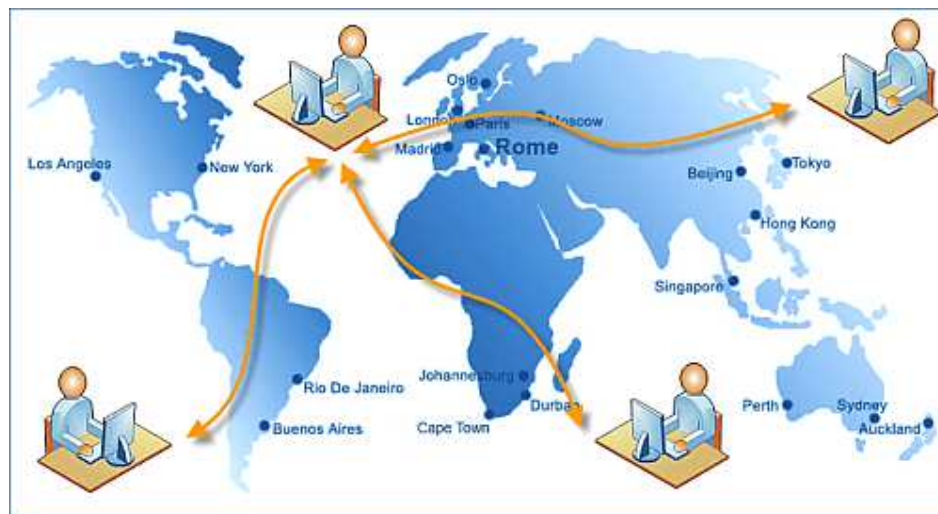 Oslo
London
Paris
Moscow
Madrid
Rome
Los Angeles
New York
Beijing
Tokyo
Hong Kong
Singapore
Johannesburg
Rio De Janeiro
Durban
Perth
Sydney
Cape Town
Buenos Aires
Auckland